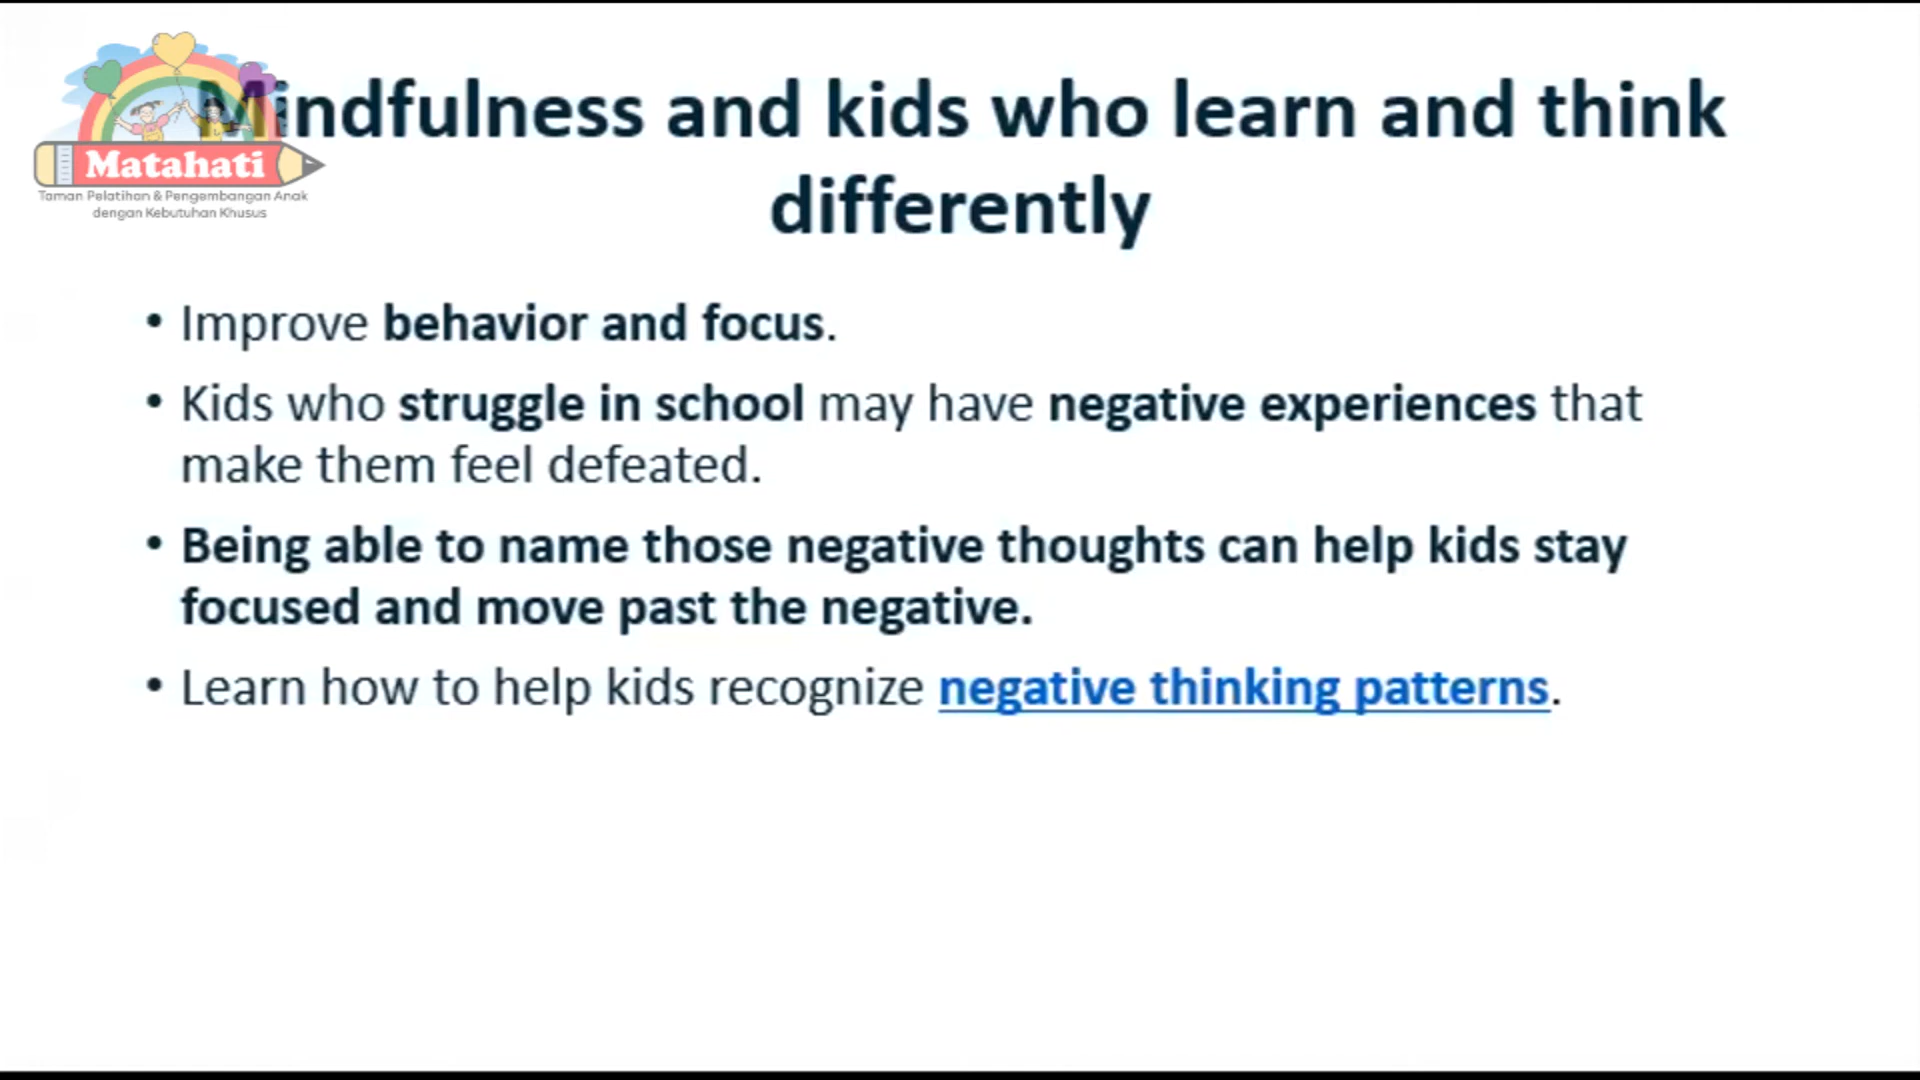 Mindfulness and kids who learn and think
differently
Matahati
Taman Pelatihan & Pengembangan Anak
dengan Kebutuhan Khusus
• Improve behavior and focus.
• Kids who struggle in school may have negative experiences that
make them feel defeated.
• Being able to name those negative thoughts can help kids stay
focused and move past the negative.
• Learn how to help kids recognize negative thinking patterns.